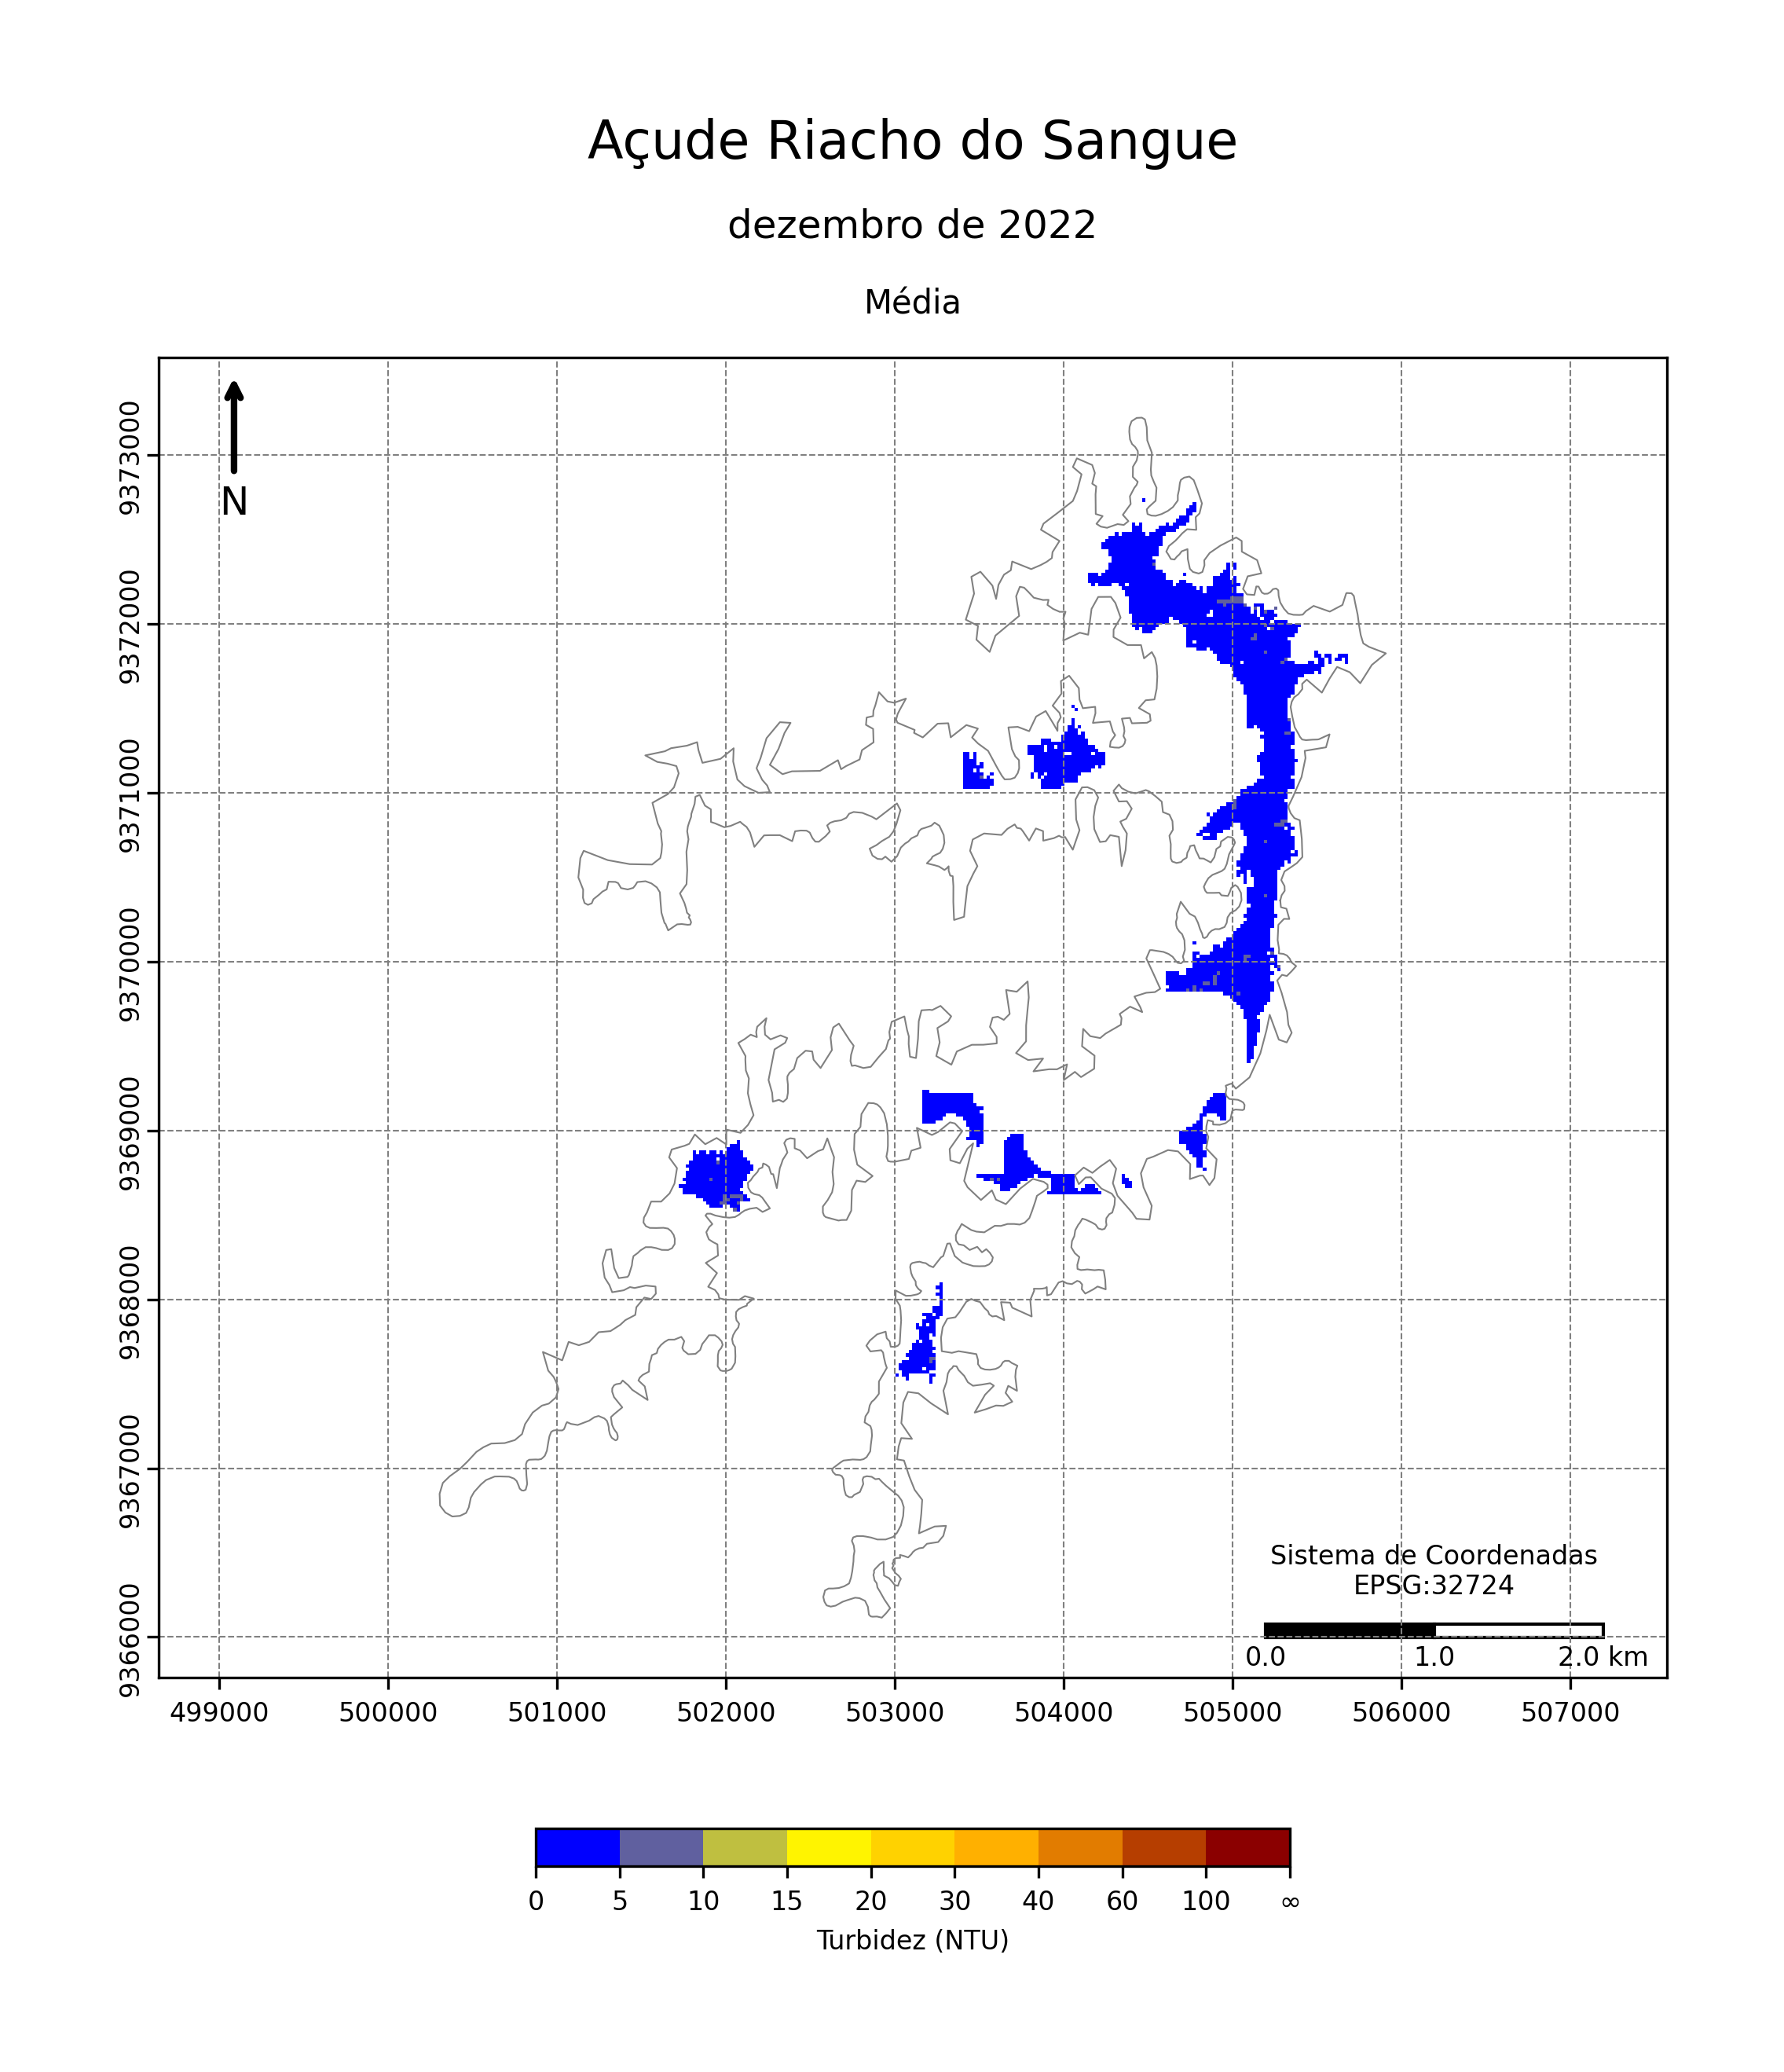 Açude Riacho do Sangue
dezembro de 2022
Média
N
9373000
9372000
9371000
9370000
9369000
9368000
9367000
9366000
Sistema de Coordenadas
EPSG:32724
0.0 1.0 2.0 km
499000 500000 501000 502000 503000 504000 505000 506000 507000
0 5 10 15 20 30 40 60 100 ∞
Turbidez (NTU)